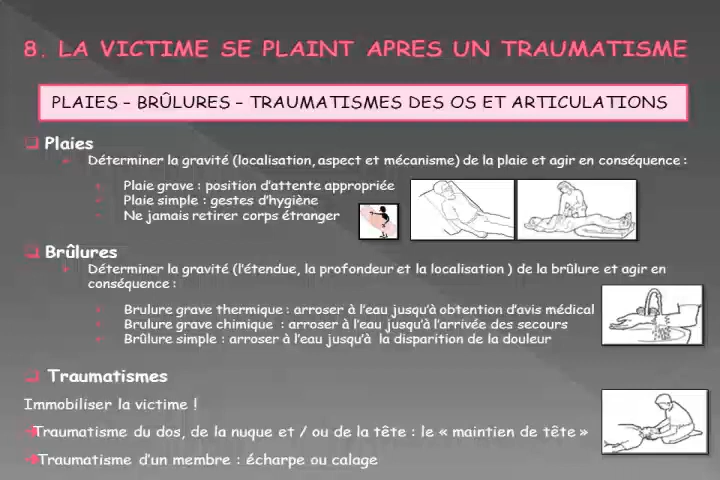 8. LA VICTIME SE PLAINT APRES UN TRAUMATISME
PLAIES – BRÛLURES – TRAUMATISMES DES OS ET ARTICULATIONS
Plaies
Déterminer la gravité (localisation, aspect et mécanisme) de la plaie et agir en conséquence :
Plaie grave : position d'attente appropriée
Plaie simple : gestes d'hygiène
Ne jamais retirer corps étranger
Brûlures
Déterminer la gravité (l'étendue, la profondeur et la localisation ) de la brûlure et agir en
conséquence :
Brulure grave thermique : arroser à l'eau jusqu'à obtention d'avis médical
Brulure grave chimique : arroser à l'eau jusqu'à l'arrivée des secours
Brûlure simple : arroser à l'eau jusqu'à la disparition de la douleur
Traumatismes
Immobiliser la victime !
Traumatisme du dos, de la nuque et / ou de la tête : le « maintien de tête »
Traumatisme d'un membre : écharpe ou calage